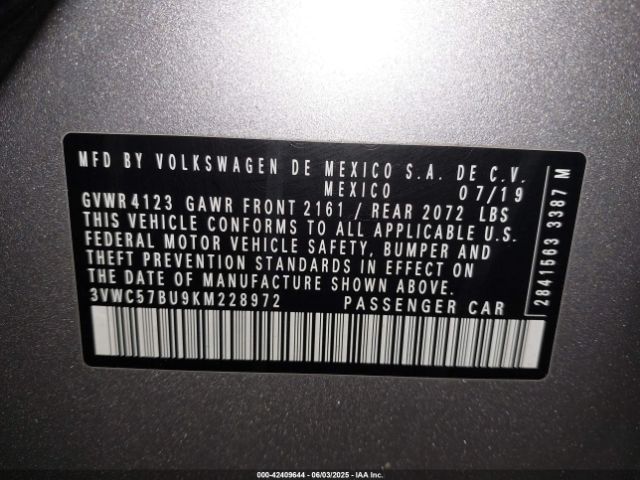 MFD BY VOLKSWAGEN DE MEXICO S.A. DE C.V.
MEXICO 07/19
GVWR 4123 GAWR FRONT 2161 / REAR 2072 LBS
THIS VEHICLE CONFORMS TO ALL APPLICABLE U.S.
FEDERAL MOTOR VEHICLE SAFETY, BUMPER AND
THEFT PREVENTION STANDARDS IN EFFECT ON
THE DATE OF MANUFACTURE SHOWN ABOVE.
3VWC57BU9KM228972 PASSENGER CAR
2841563 3387 M
000-42409644 - 06/03/2025 - IAA Inc.